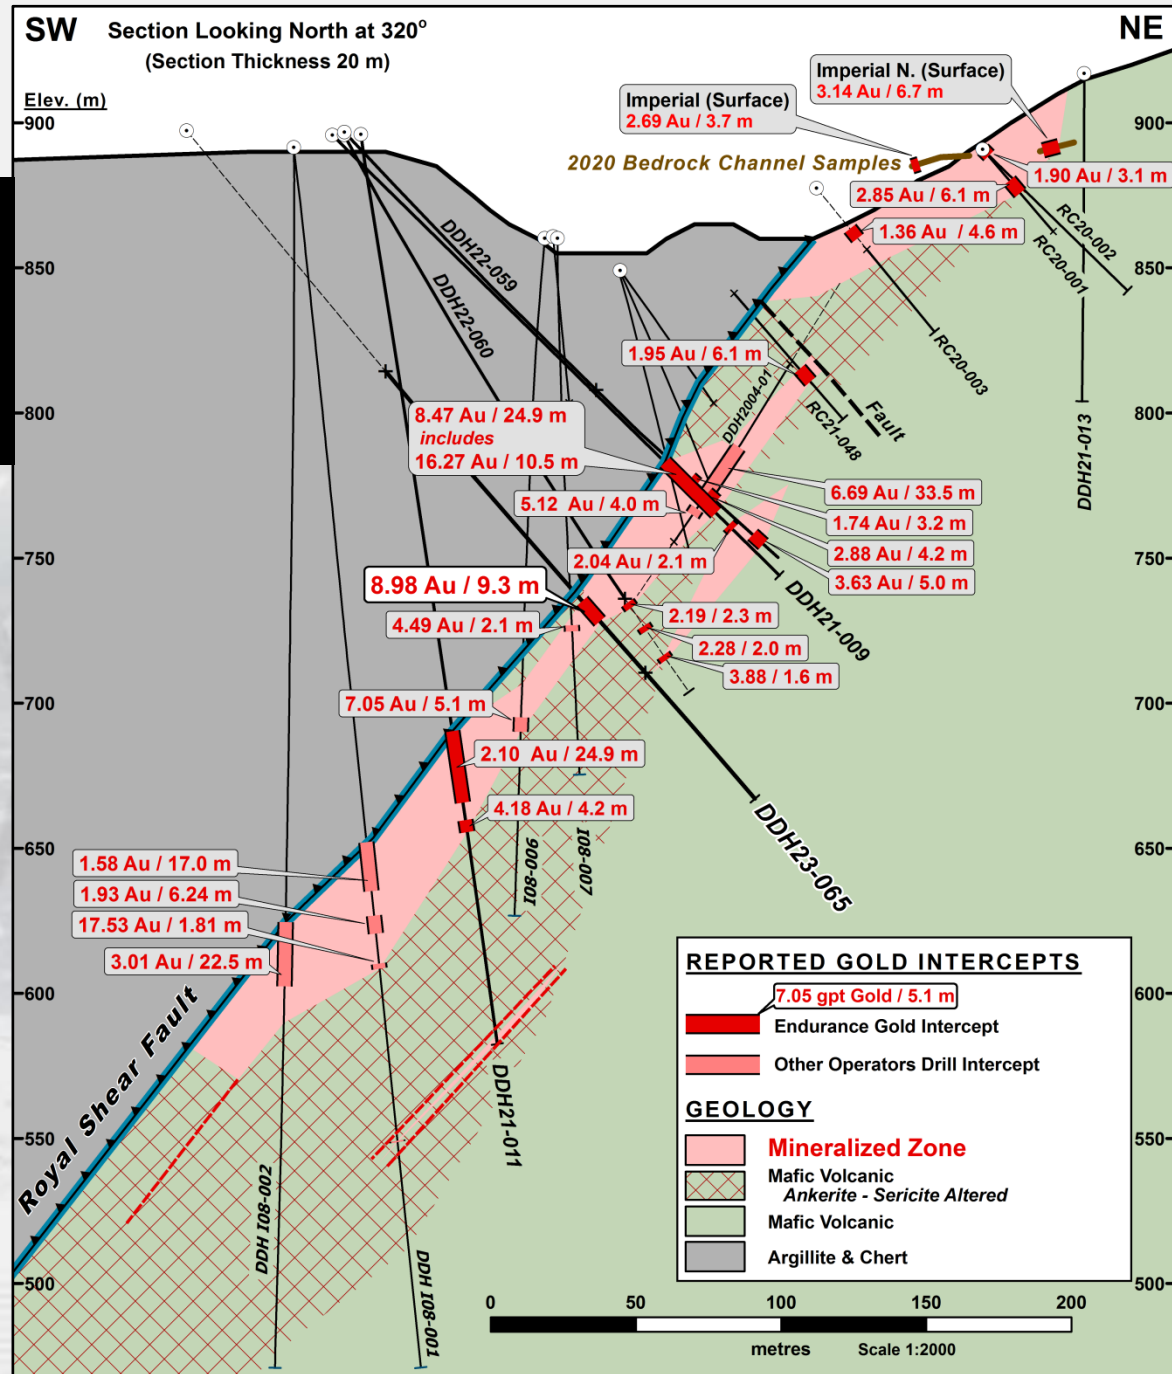 SW
Section Looking North at 320°
(Section Thickness 20 m)
NE
Elev. (m)
900
850
800
750
700
650
600
550
500
900
850
800
750
700
650
600
550
500
Imperial N. (Surface)
3.14 Au / 6.7 m
Imperial (Surface)
2.69 Au / 3.7 m
2020 Bedrock Channel Samples
1.90 Au / 3.1 m
2.85 Au / 6.1 m
1.36 Au / 4.6 m
RC20-002
RC20-001
RC20-003
DDH21-013
DDH22-059
DDH22-060
1.95 Au / 6.1 m
DDH2004-01
RC21-048
Fault
8.47 Au / 24.9 m
includes
16.27 Au / 10.5 m
5.12 Au / 4.0 m
2.04 Au / 2.1 m
6.69 Au / 33.5 m
1.74 Au / 3.2 m
2.88 Au / 4.2 m
3.63 Au / 5.0 m
DDH21-009
8.98 Au / 9.3 m
4.49 Au / 2.1 m
2.19 / 2.3 m
2.28 / 2.0 m
3.88 / 1.6 m
7.05 Au / 5.1 m
2.10 Au / 24.9 m
4.18 Au / 4.2 m
I08-006
I08-007
DDH23-065
1.58 Au / 17.0 m
1.93 Au / 6.24 m
17.53 Au / 1.81 m
3.01 Au / 22.5 m
Royal Shear Fault
DDH21-011
DDH I08-002
DDH I08-001
REPORTED GOLD INTERCEPTS
7.05 gpt Gold / 5.1 m
Endurance Gold Intercept
Other Operators Drill Intercept
GEOLOGY
Mineralized Zone
Mafic Volcanic
Ankerite - Sericite Altered
Mafic Volcanic
Argillite & Chert
0 50 100 150 200
metres
Scale 1:2000